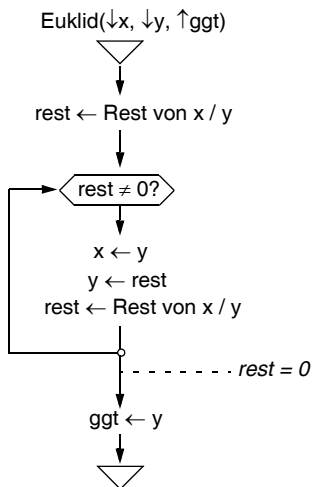 Euklid(↓x, ↓y, ↑ggt)
rest ← Rest von x / y
rest ≠ 0?
x ← y
y ← rest
rest ← Rest von x / y
rest = 0
ggt ← y